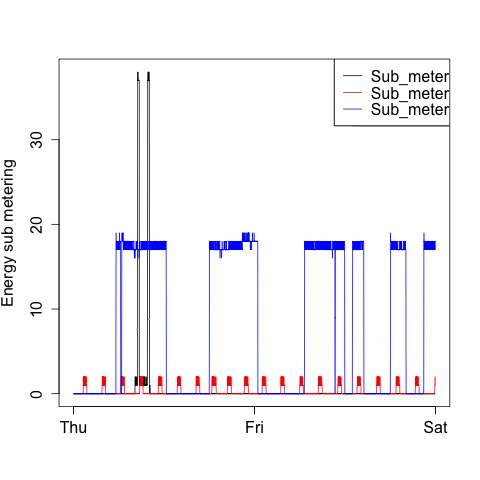 Energy sub metering
30
20
10
0
Thu
Fri
Sat
Sub_meter
Sub_meter
Sub_meter